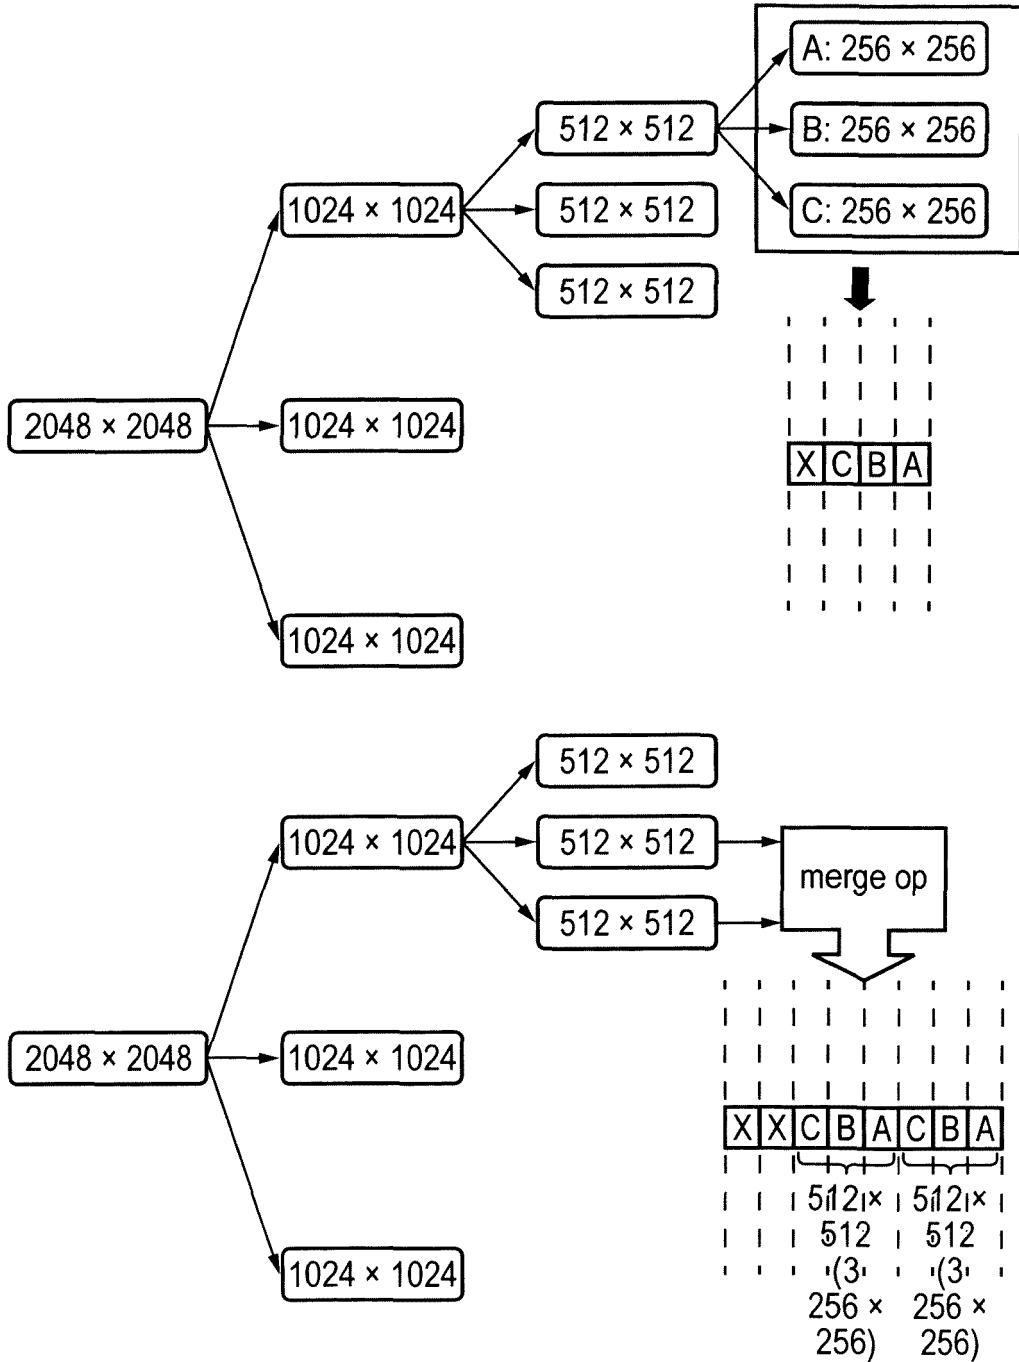 A: 256 × 256
512 × 512
B: 256 × 256
1024 × 1024
512 × 512
C: 256 × 256
512 × 512
2048 × 2048
1024 × 1024
X C B A
1024 × 1024
512 × 512
1024 × 1024
512 × 512
merge op
512 × 512
2048 × 2048
1024 × 1024
X X C B A C B A
512 × 512 ×
512 512
(3 (3
256 × 256 ×
256) 256)
1024 × 1024